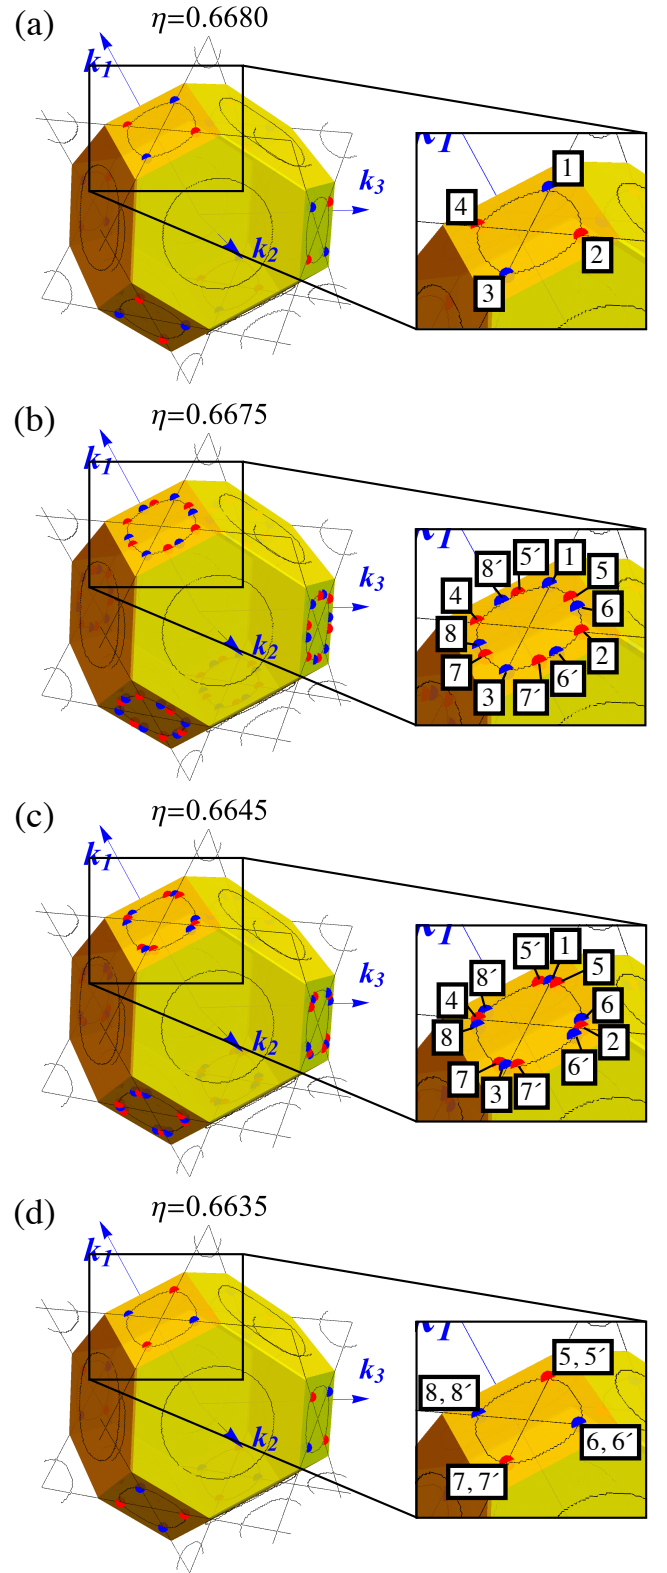 (a)
η=0.6680
k1
k3
k2
k1
1
4
2
3
(b)
η=0.6675
k1
k3
k2
k1
8′
5′
1
5
4
6
8
2
7
3
7′
6′
(c)
η=0.6645
k1
k3
k2
k1
5′
1
5
8′
4
6
8
2
6′
7
3
7′
(d)
η=0.6635
k1
k3
k2
k1
5, 5′
8, 8′
6, 6′
7, 7′